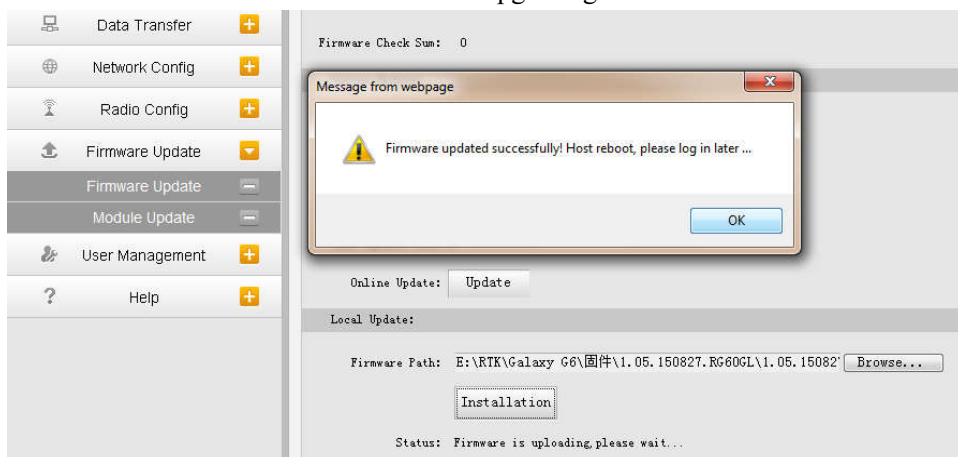 Data Transfer
Network Config
Radio Config
Firmware Update
Firmware Update
Module Update
User Management
Help
Firmware Check Sum: 0
Message from webpage
Firmware updated successfully! Host reboot, please log in later ...
OK
Online Update: Update
Local Update:
Firmware Path: E:\RTK\Galaxy G6\固件\1.05.150827.RG60GL\1.05.15082 Browse...
Installation
Status: Firmware is uploading,please wait...